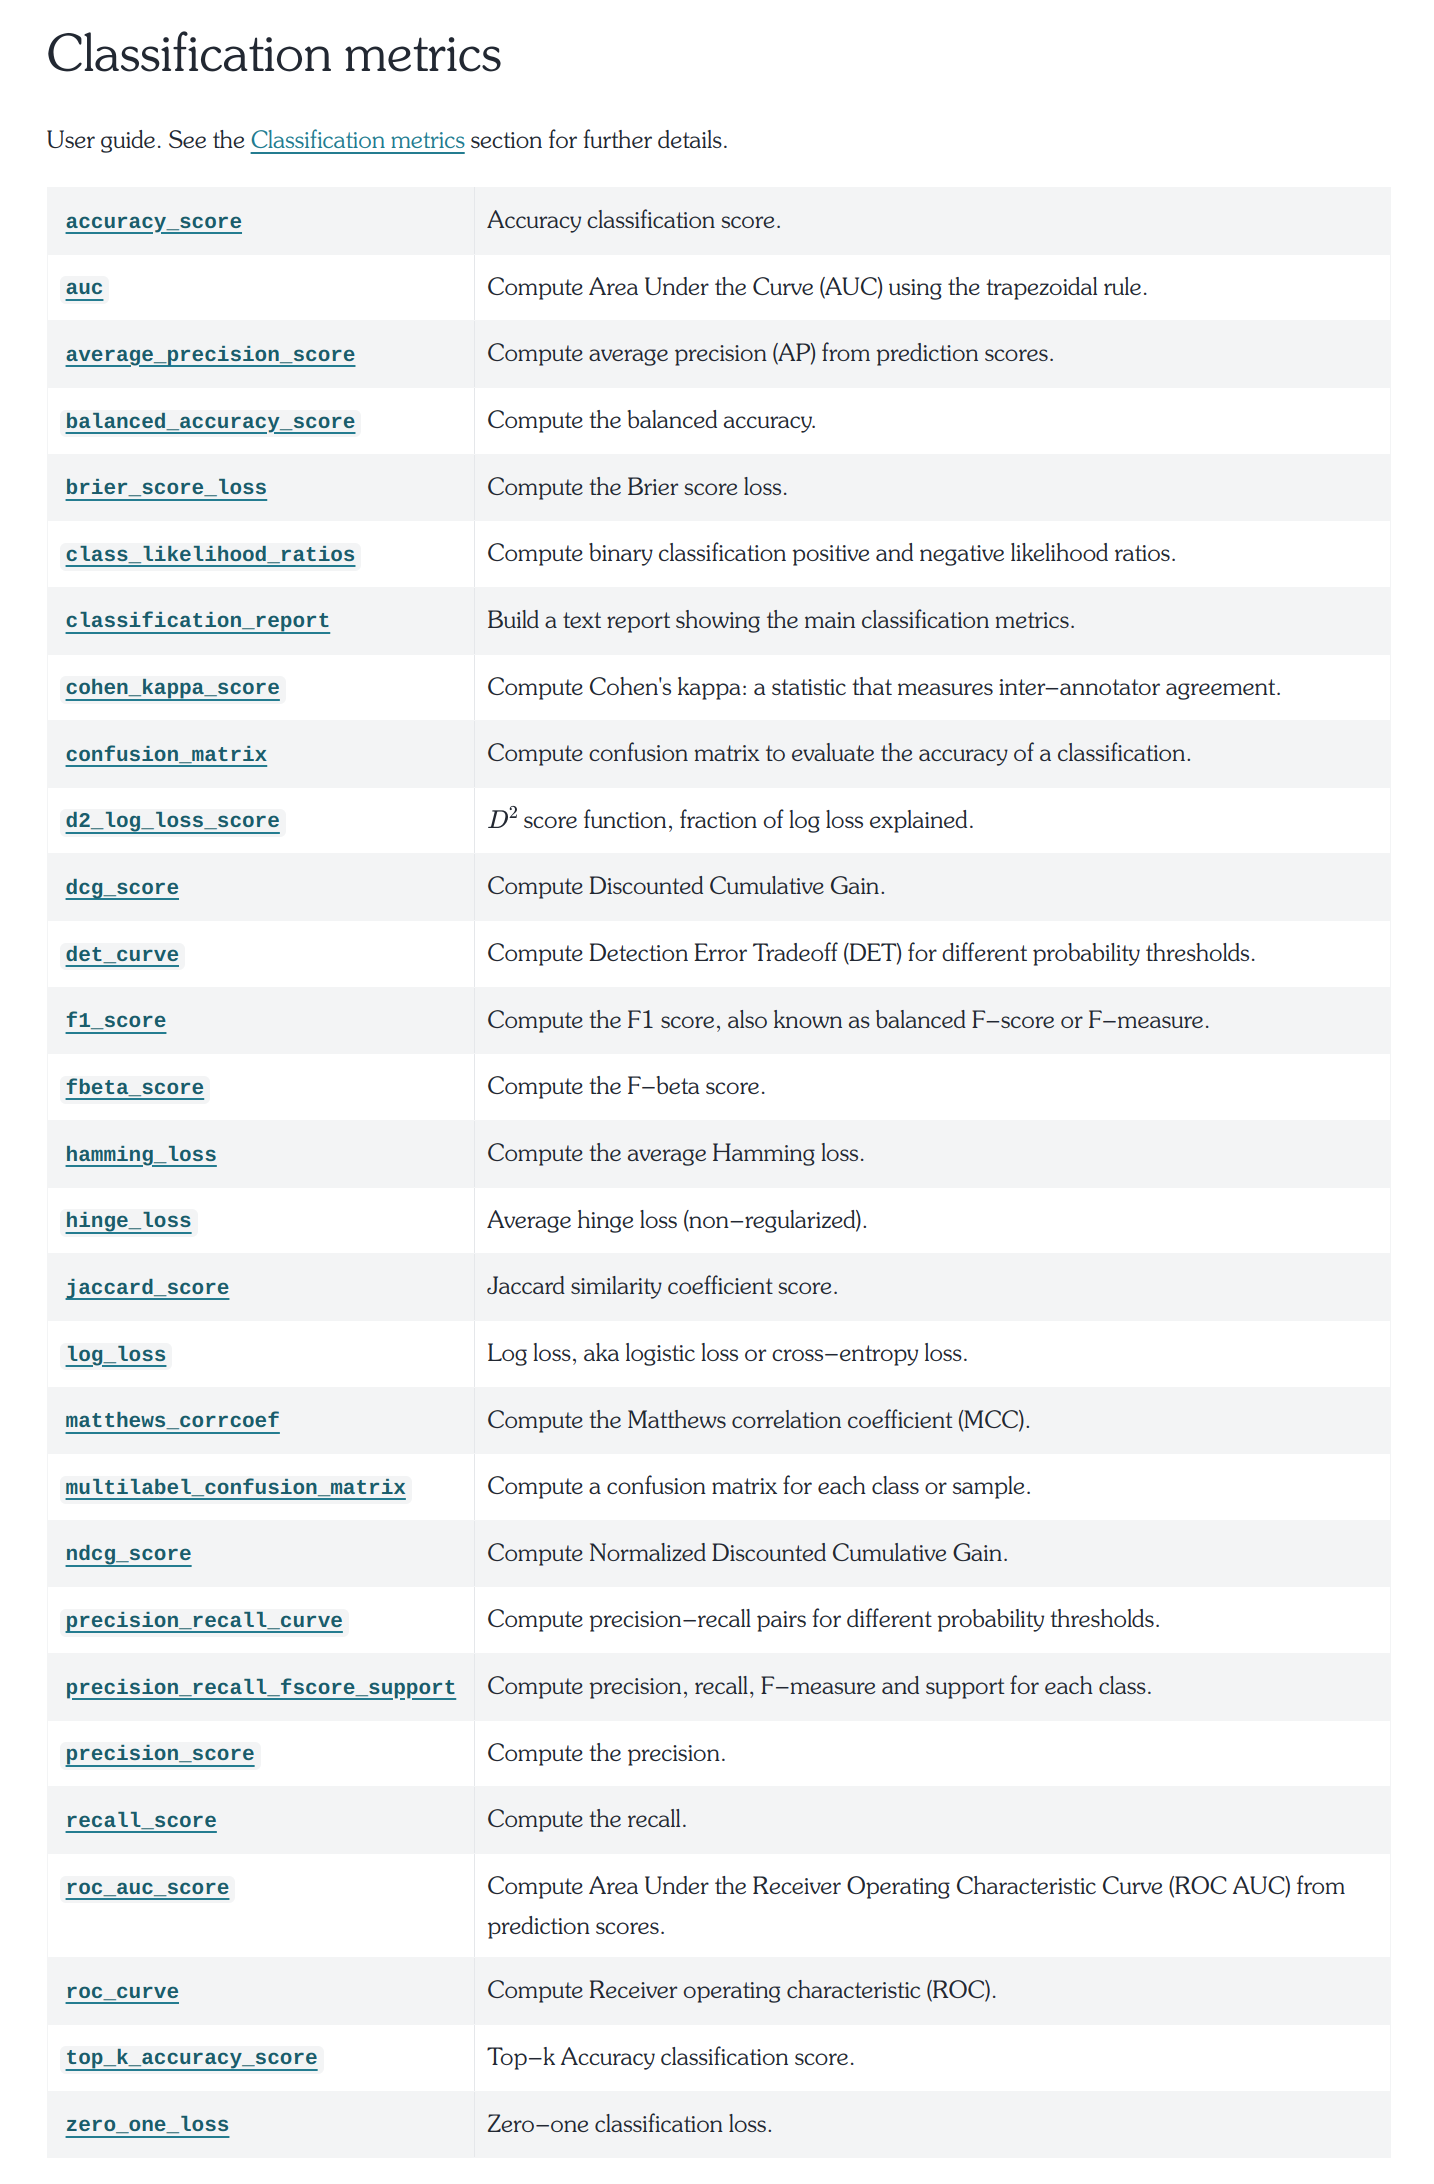 Classification metrics
User guide. See the Classification metrics section for further details.
accuracy_score Accuracy classification score.
auc Compute Area Under the Curve (AUC) using the trapezoidal rule.
average_precision_score Compute average precision (AP) from prediction scores.
balanced_accuracy_score Compute the balanced accuracy.
brier_score_loss Compute the Brier score loss.
class_likelihood_ratios Compute binary classification positive and negative likelihood ratios.
classification_report Build a text report showing the main classification metrics.
cohen_kappa_score Compute Cohen's kappa: a statistic that measures inter–annotator agreement.
confusion_matrix Compute confusion matrix to evaluate the accuracy of a classification.
d2_log_loss_score D² score function, fraction of log loss explained.
dcg_score Compute Discounted Cumulative Gain.
det_curve Compute Detection Error Tradeoff (DET) for different probability thresholds.
f1_score Compute the F1 score, also known as balanced F–score or F–measure.
fbeta_score Compute the F–beta score.
hamming_loss Compute the average Hamming loss.
hinge_loss Average hinge loss (non–regularized).
jaccard_score Jaccard similarity coefficient score.
log_loss Log loss, aka logistic loss or cross–entropy loss.
matthews_corrcoef Compute the Matthews correlation coefficient (MCC).
multilabel_confusion_matrix Compute a confusion matrix for each class or sample.
ndcg_score Compute Normalized Discounted Cumulative Gain.
precision_recall_curve Compute precision–recall pairs for different probability thresholds.
precision_recall_fscore_support Compute precision, recall, F–measure and support for each class.
precision_score Compute the precision.
recall_score Compute the recall.
roc_auc_score Compute Area Under the Receiver Operating Characteristic Curve (ROC AUC) from
prediction scores.
roc_curve Compute Receiver operating characteristic (ROC).
top_k_accuracy_score Top–k Accuracy classification score.
zero_one_loss Zero–one classification loss.